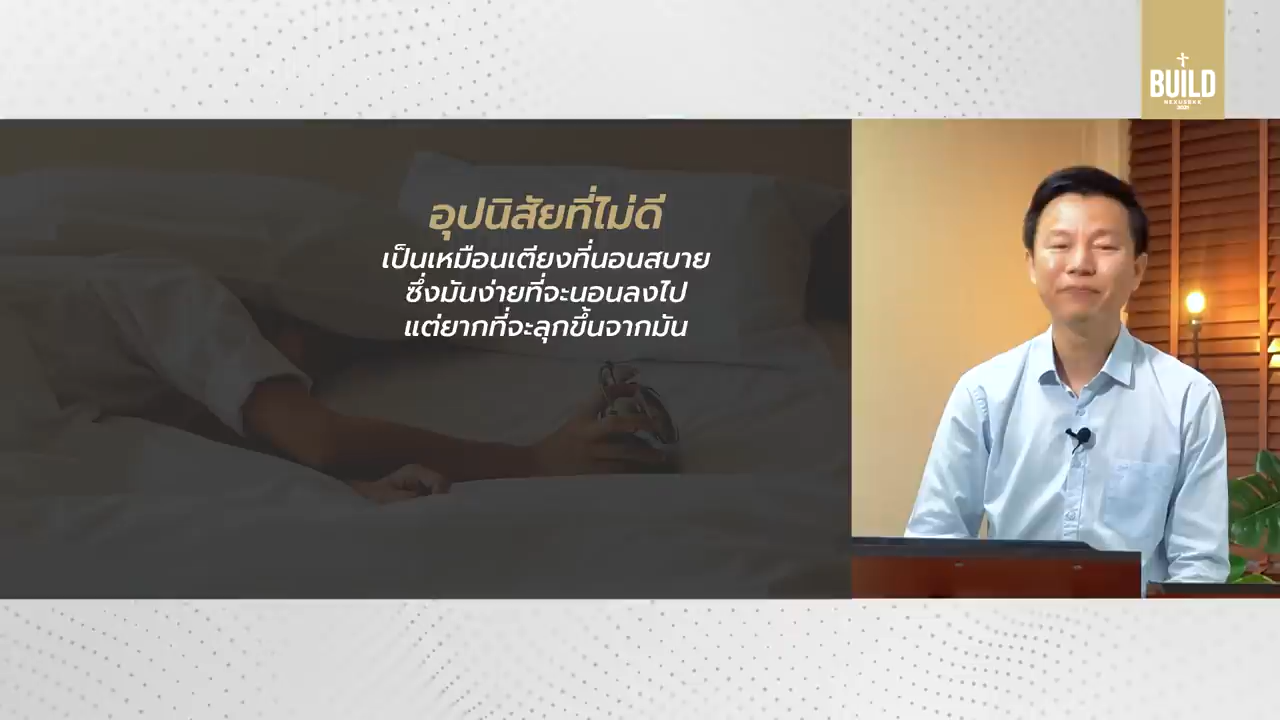 BUILD
NEXUSBKK
2021
อุปนิสัยที่ไม่ดี
เป็นเหมือนเตียงที่นอนสบาย
ซึ่งมันง่ายที่จะนอนลงไป
แต่ยากที่จะลุกขึ้นจากมัน